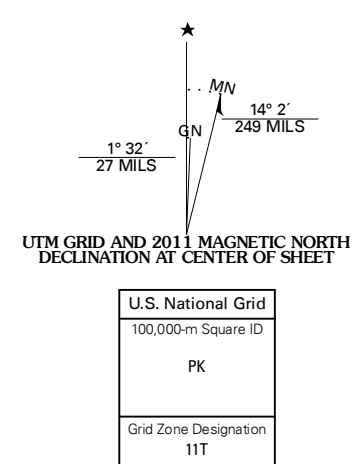 ★
MN
GN
14° 2´
249 MILS
1° 32´
27 MILS
UTM GRID AND 2011 MAGNETIC NORTH
DECLINATION AT CENTER OF SHEET
U.S. National Grid
100,000-m Square ID
PK
Grid Zone Designation
11T